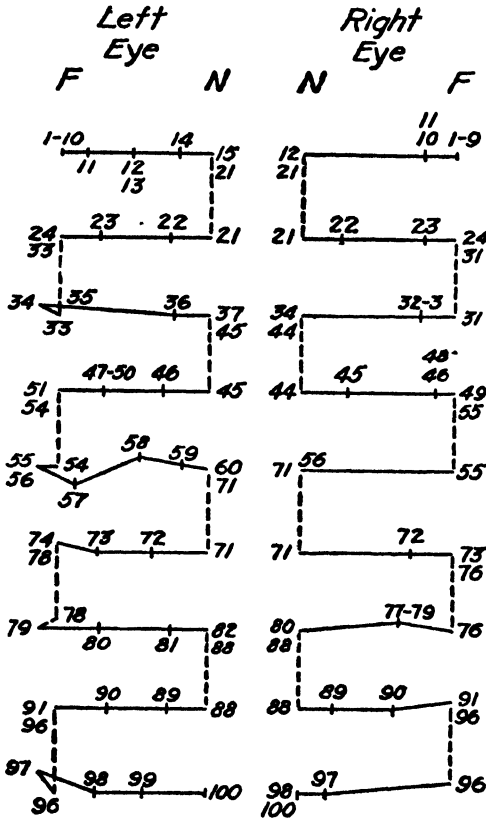 Left Eye
Right Eye
F N N F
11
1-10 14 15 12 10 1-9
11 12 21 21
13
24 23 22 21 21 22 23 24
33 31
34 35 36 37 34 32-3 31
33 45 44
48-
51 47-50 46 45 44 45 46 49
54 55
58
55 54 59 60 71 56 55
56 57 71
74 73 72 71 71 72 73
78 76
78 77-79
79 80 81 82 80 76
88 88
91 90 89 88 88 89 90 91
96 96
97 98 99 100 98 97 96
96 100